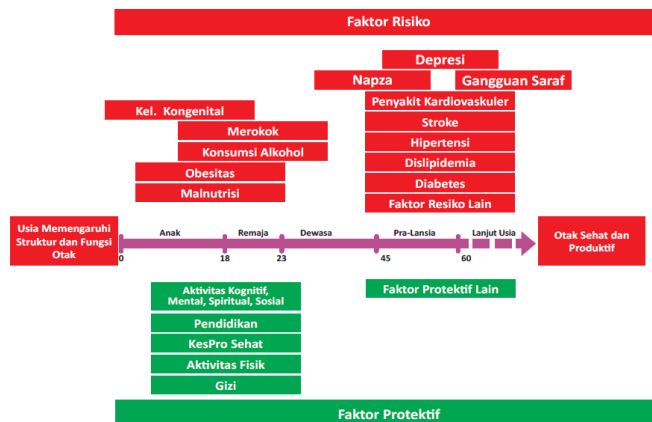 Faktor Risiko
Depresi
Napza
Gangguan Saraf
Kel. Kongenital
Penyakit Kardiovaskuler
Merokok
Stroke
Konsumsi Alkohol
Hipertensi
Obesitas
Dislipidemia
Malnutrisi
Diabetes
Faktor Resiko Lain
Usia Memengaruhi
Struktur dan Fungsi
Otak
Anak
Remaja
Dewasa
Pra-Lansia
Lanjut Usia
Otak Sehat dan
Produktif
0
18
23
45
60
Aktivitas Kognitif,
Mental, Spiritual, Sosial
Faktor Protektif Lain
Pendidikan
KesPro Sehat
Aktivitas Fisik
Gizi
Faktor Protektif